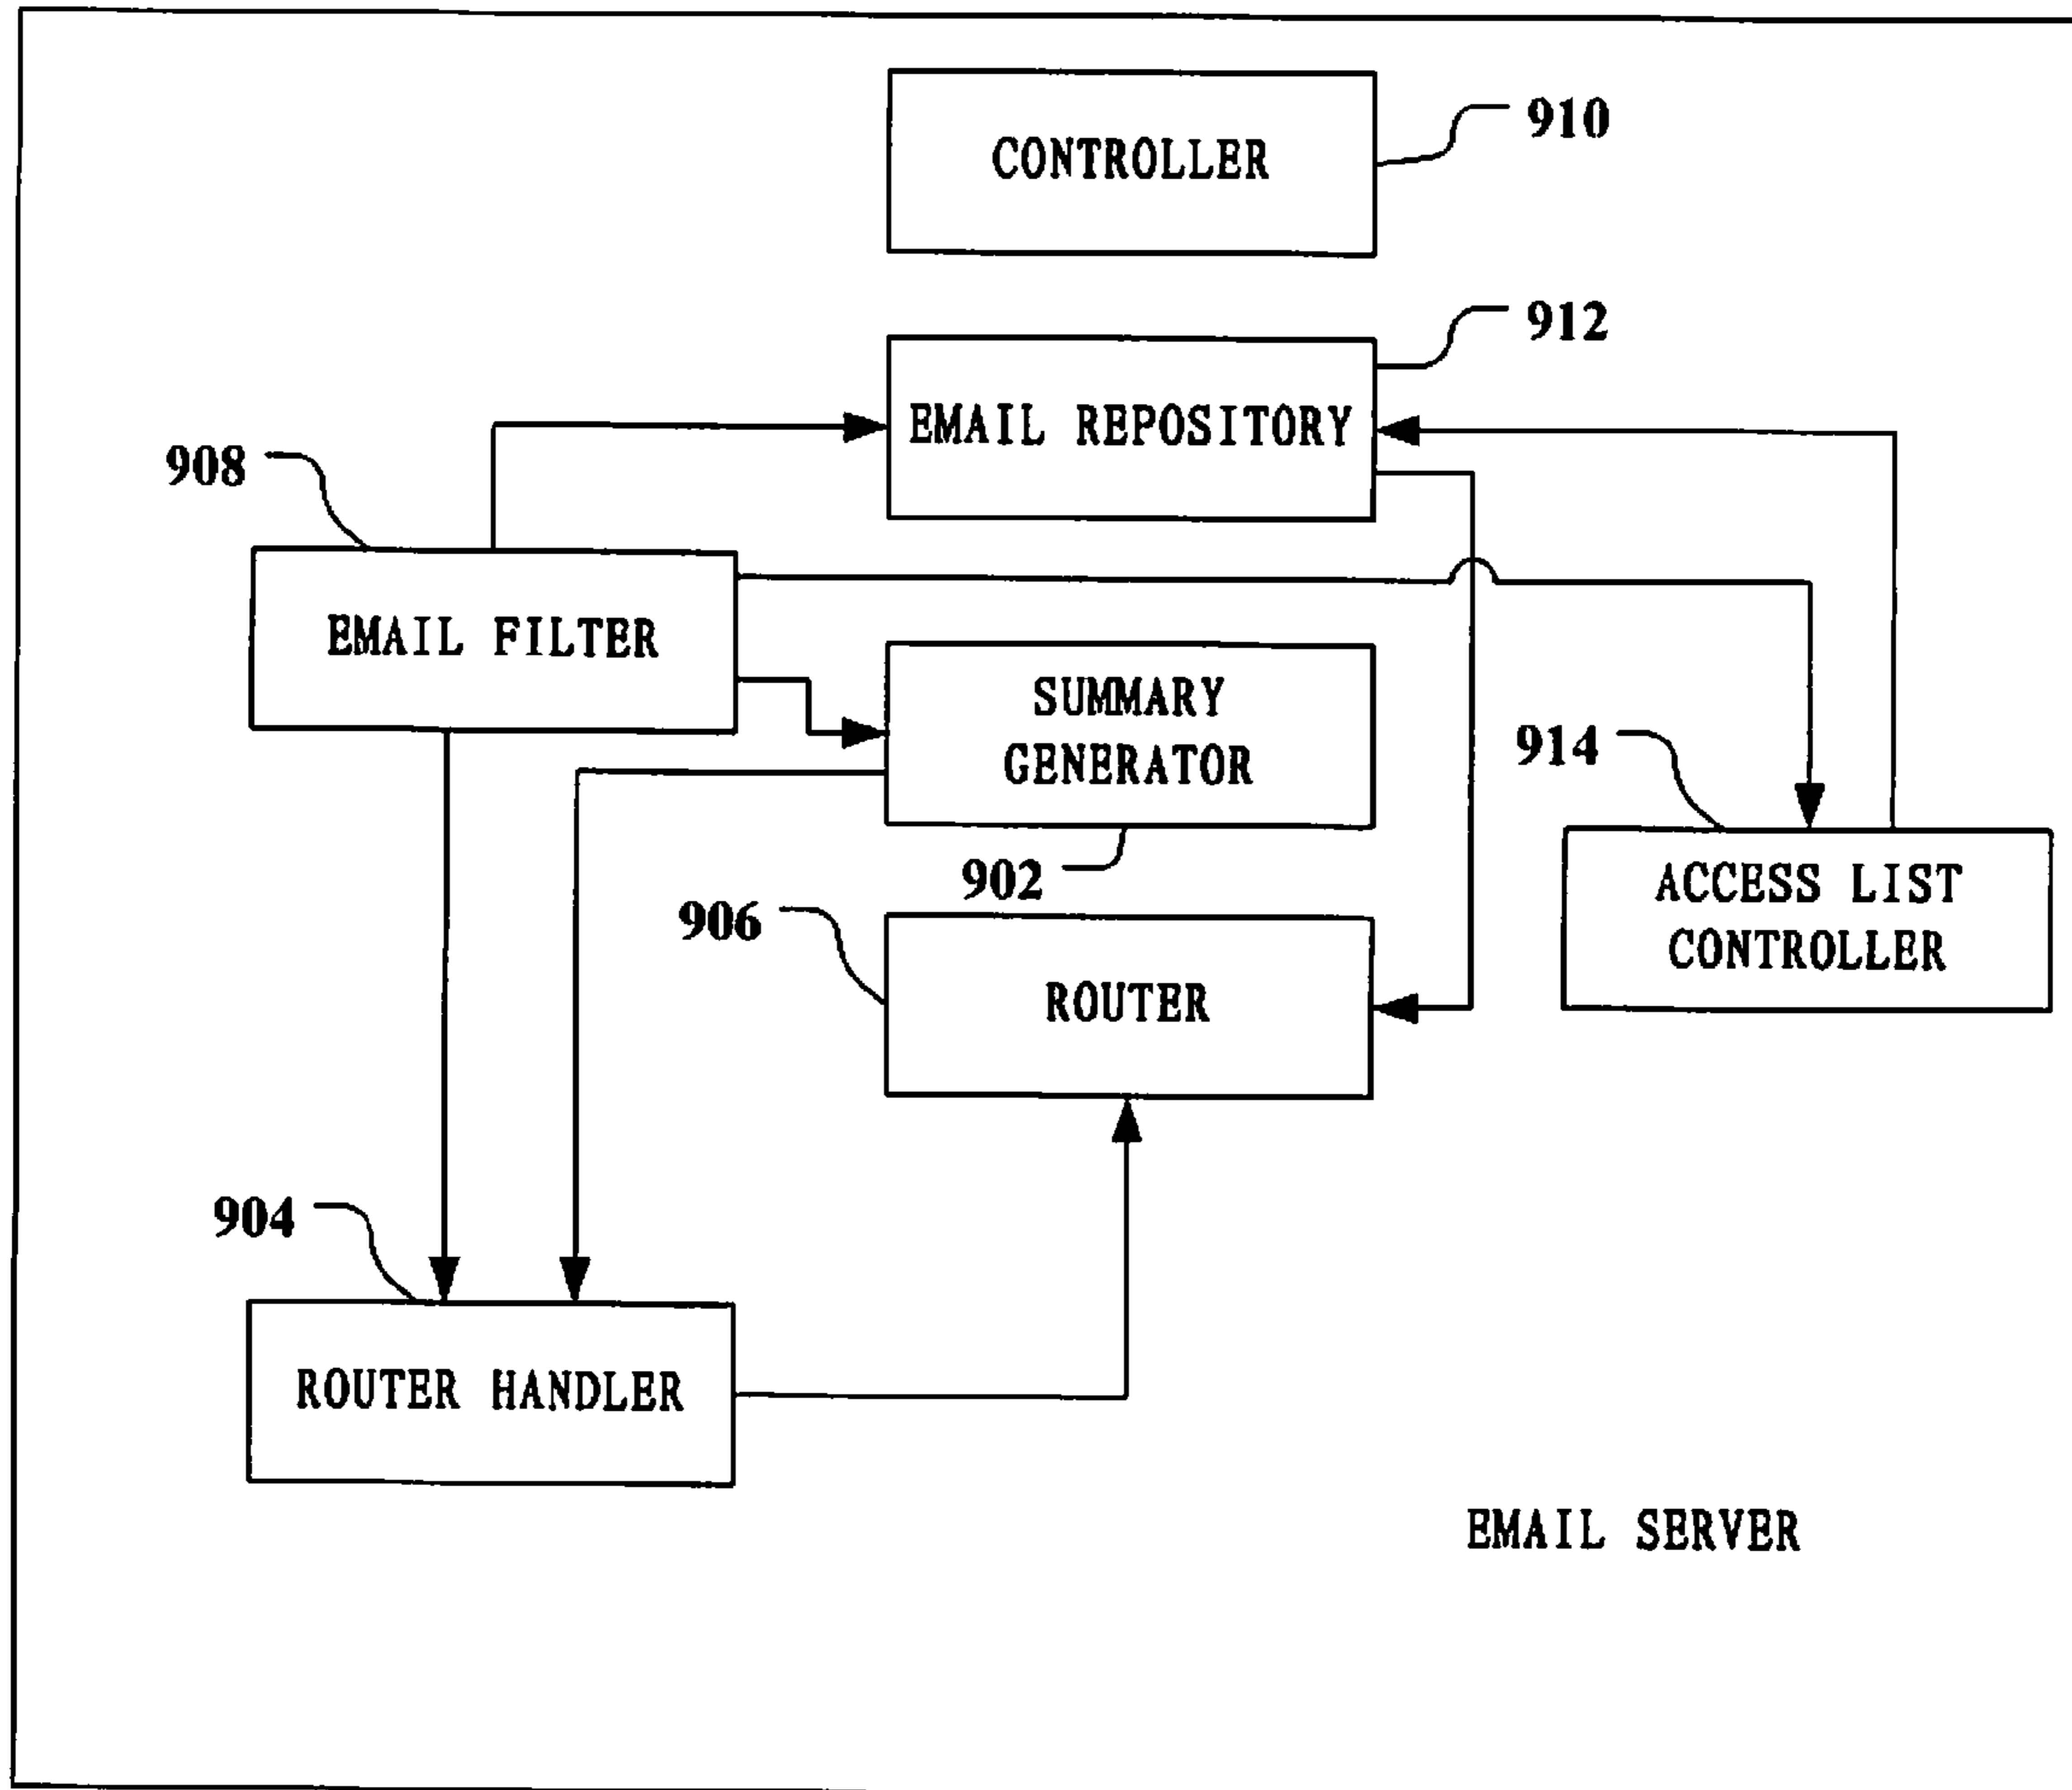 CONTROLLER
910
912
EMAIL REPOSITORY
908
EMAIL FILTER
SUMMARY
GENERATOR
914
902
ACCESS LIST
CONTROLLER
906
ROUTER
904
ROUTER HANDLER
EMAIL SERVER